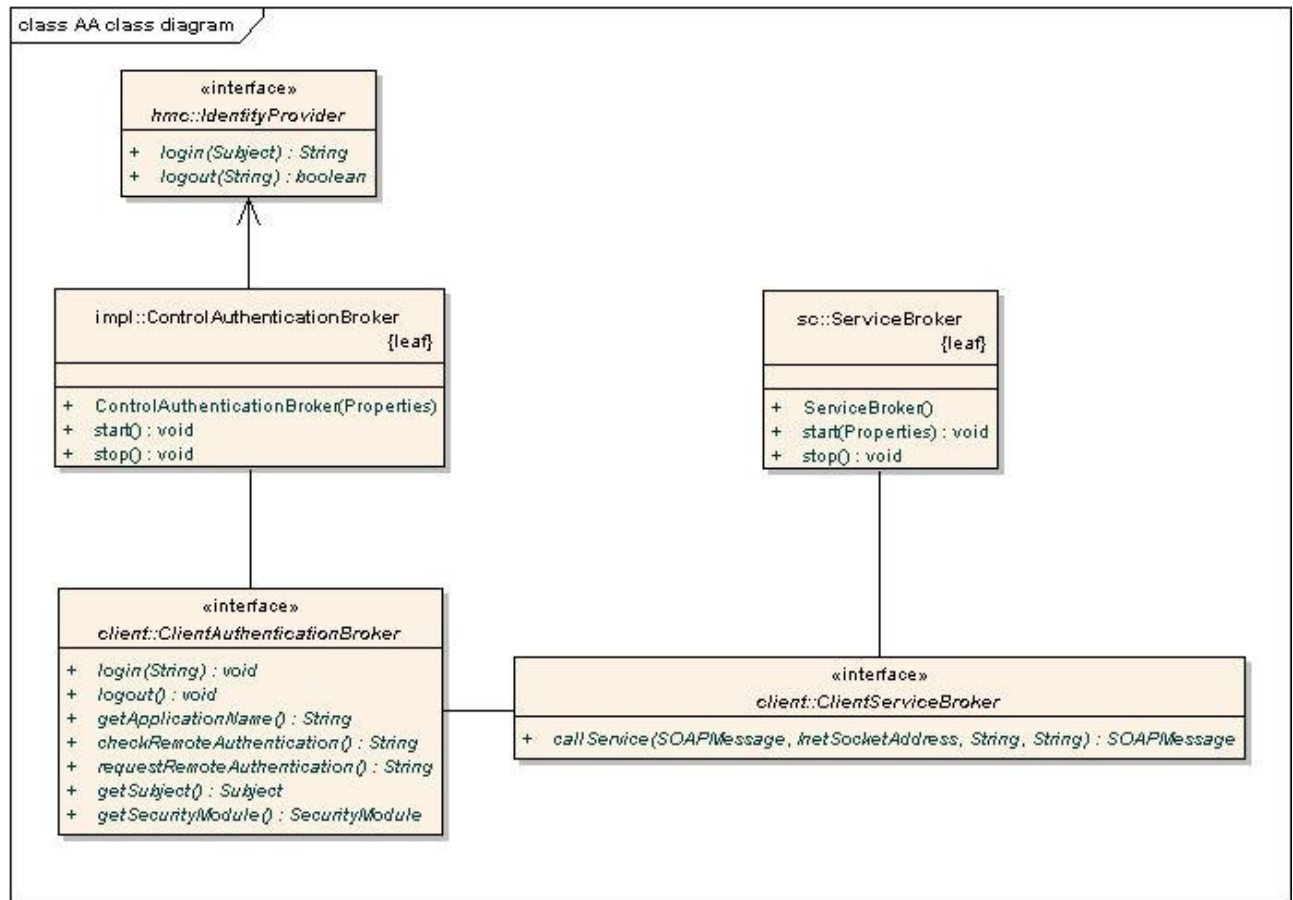 class AA class diagram
«interface»
hmc::IdentityProvider
+ login(Subject) : String
+ logout(String) : boolean
impl::ControlAuthenticationBroker
{leaf}
+ ControlAuthenticationBroker(Properties)
+ start() : void
+ stop() : void
sc::ServiceBroker
{leaf}
+ ServiceBroker()
+ start(Properties) : void
+ stop() : void
«interface»
client::ClientAuthenticationBroker
+ login(String) : void
+ logout() : void
+ getApplicationName() : String
+ checkRemoteAuthentication() : String
+ requestRemoteAuthentication() : String
+ getSubject() : Subject
+ getSecurityModule() : SecurityModule
«interface»
client::ClientServiceBroker
+ callService(SOAPMessage, InetSocketAddress, String, String) : SOAPMessage